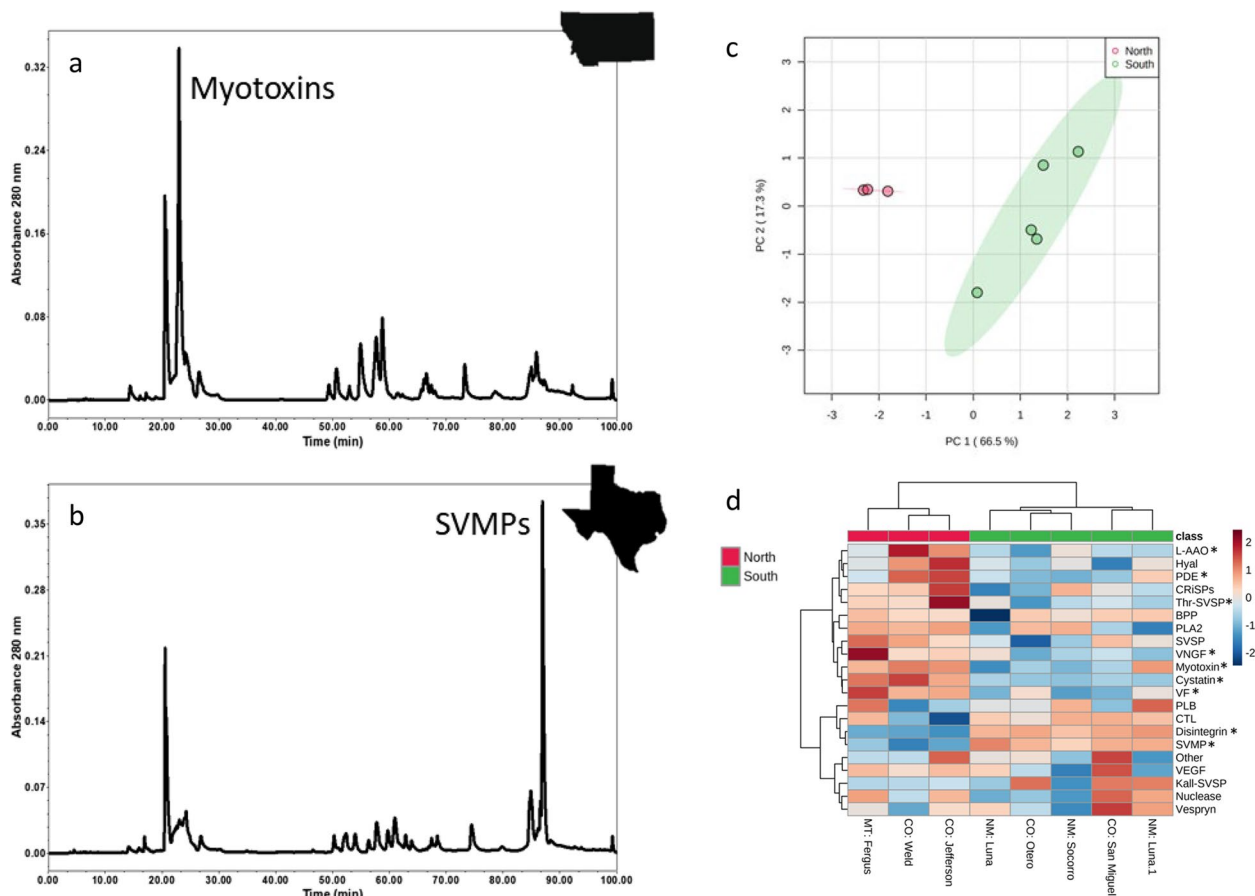 a
Myotoxins
Absorbance 280 nm
0.32
0.24
0.16
0.08
0.00
0.00 10.00 20.00 30.00 40.00 50.00 60.00 70.00 80.00 90.00 100.00
Time (min)
b
SVMPs
Absorbance 280 nm
0.35
0.28
0.21
0.14
0.07
0.00
0.00 10.00 20.00 30.00 40.00 50.00 60.00 70.00 80.00 90.00 100.00
Time (min)
c
North
South
PC 2 ( 17.3 %)
3
2
1
0
-1
-2
-3
-3 -2 -1 0 1 2 3
PC 1 ( 66.5 %)
d
North
South
class
L-AAO*
Hyal
PDE*
CRiSPs
Thr-SVSP*
BPP
PLA2
SVSP
VNGF*
Myotoxin*
Cystatin*
VF*
PLB
CTL
Disintegrin*
SVMP*
Other
VEGF
Kall-SVSP
Nuclease
Vespryn
2
1
0
-1
-2
MT: Fergus
CO: Weld
CO: Jefferson
NM: Luna
CO: Otero
NM: Socorro
CO: San Miguel
NM: Luna.1